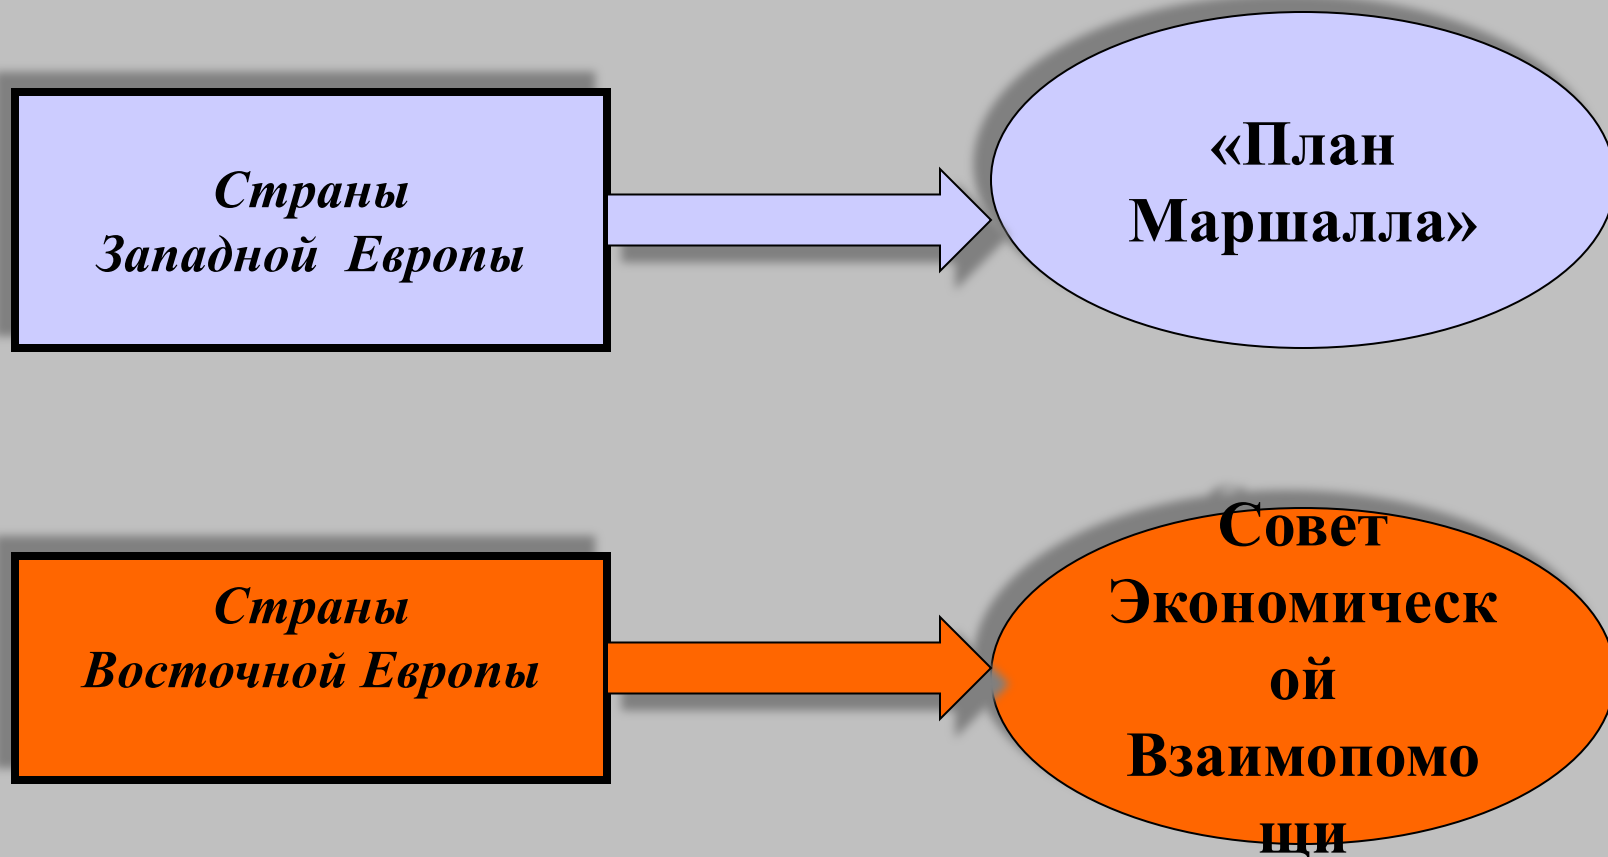 Страны
Западной Европы
«План
Маршалла»
Страны
Восточной Европы
Совет
Экономическ
ой
Взаимопомо
щи